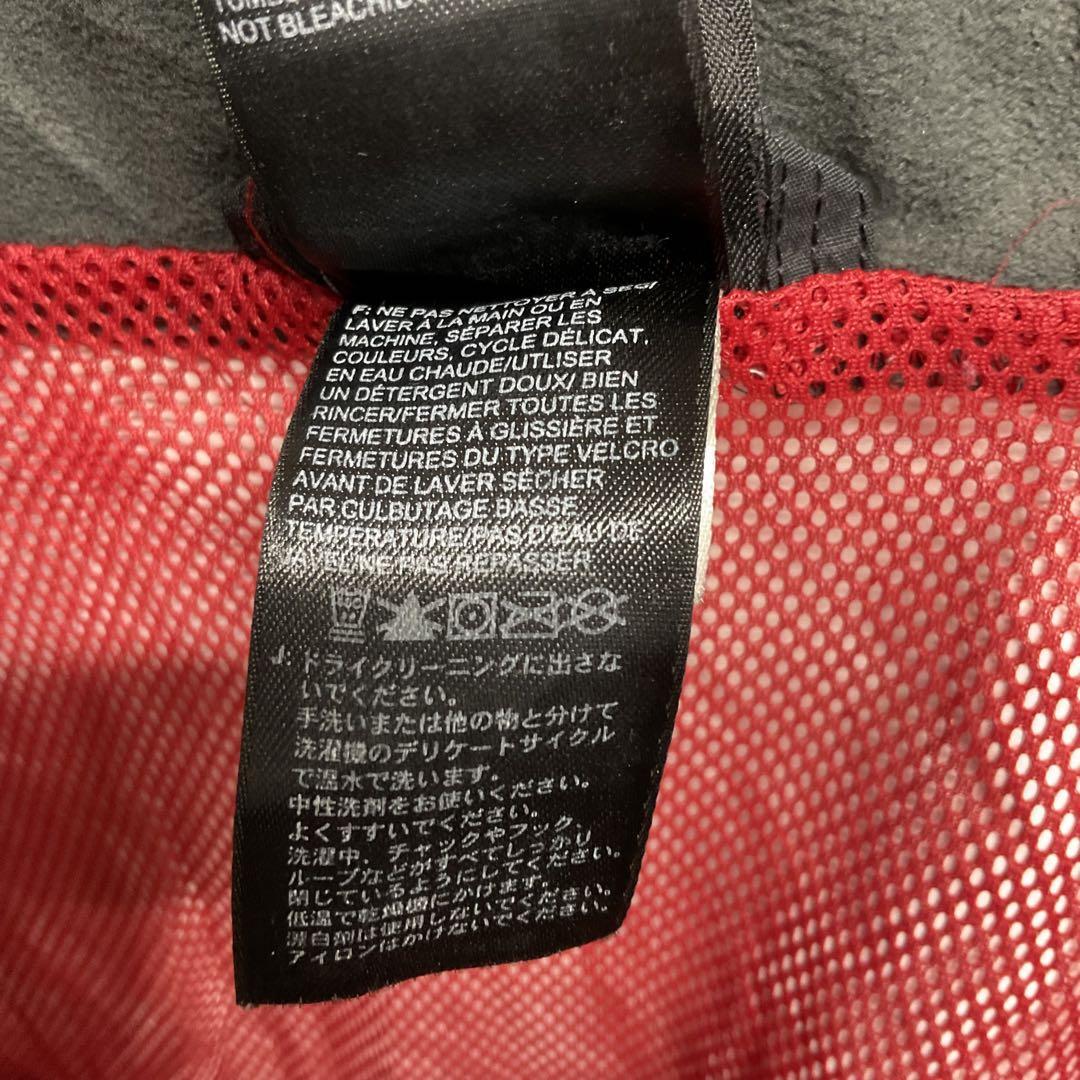 NOT BLEACH/
F: NE PAS NETTOYER À SEC/
LAVER À LA MAIN OU EN
MACHINE, SÉPARER LES
COULEURS, CYCLE DÉLICAT,
EN EAU CHAUDE/UTLISER
UN DÉTERGENT DOUX/ BIEN
RINCER/FERMER TOUTES LES
FERMETURES À GLISSIÈRE ET
FERMETURES DU TYPE VELCRO
AVANT DE LAVER SÉCHER
PAR CULBUTAGE BASSE
TEMPERATURE/PAS D'EAU DE
JAVEL/NE PAS REPASSER
J: ドライクリーニングに出さな
いでください。
手洗いまたは他の物と分けて
洗濯機のデリケートサイクル
で温水で洗います。
中性洗剤をお使いください。
よくすすいでください。
洗濯中、チャックやフック、
ループなどがすべてしっかり
閉じているようにしてください。
低温で乾燥機にかけます。
漂白剤は使用しないでください。
アイロンはかけないでください。